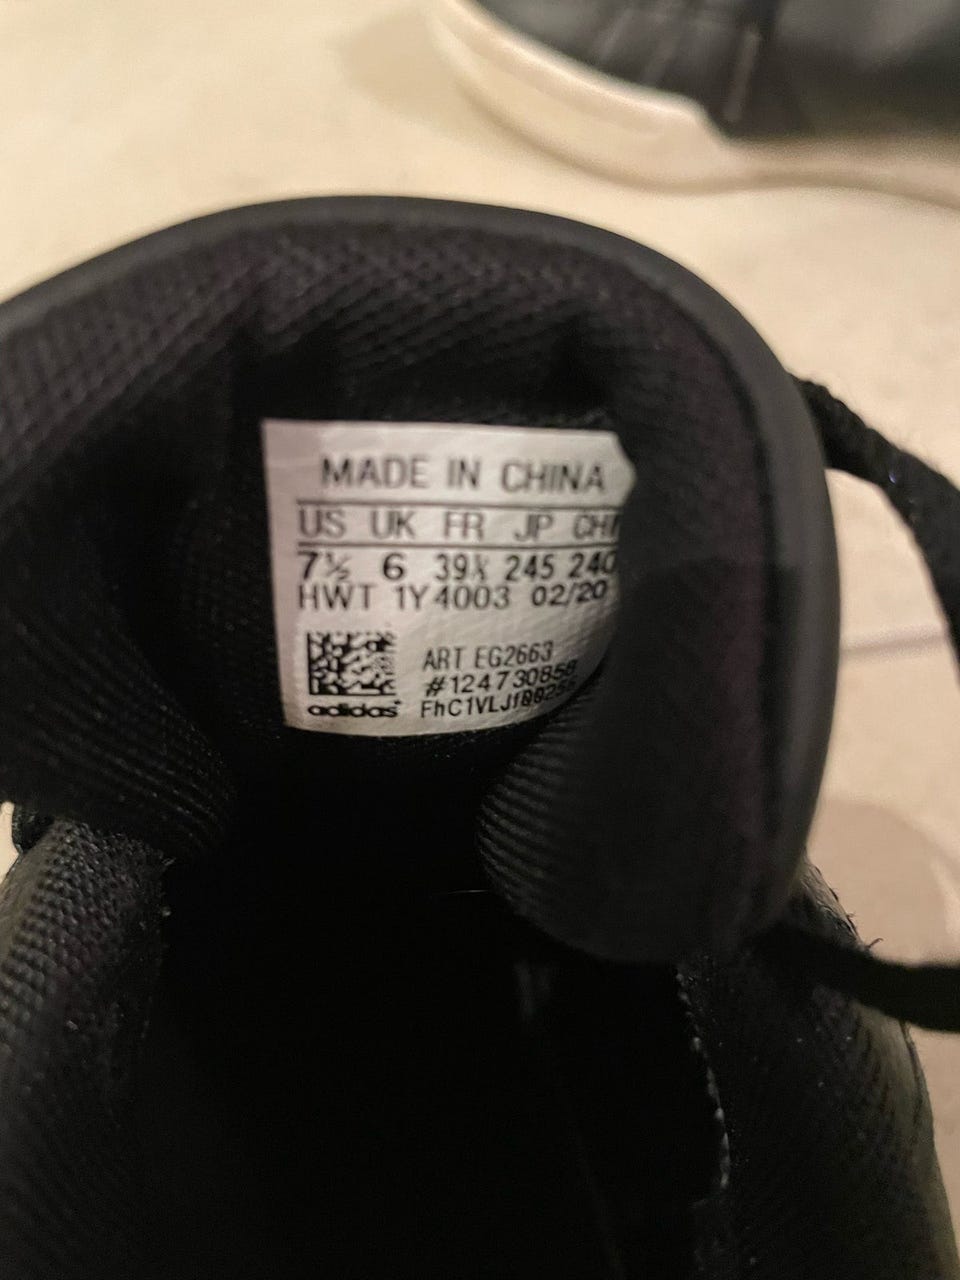 MADE IN CHINA
US UK FR JP CHN
7½ 6 39⅓ 245 240
HWT 1Y4003 02/20
ART EG2663
#124730858
adidas